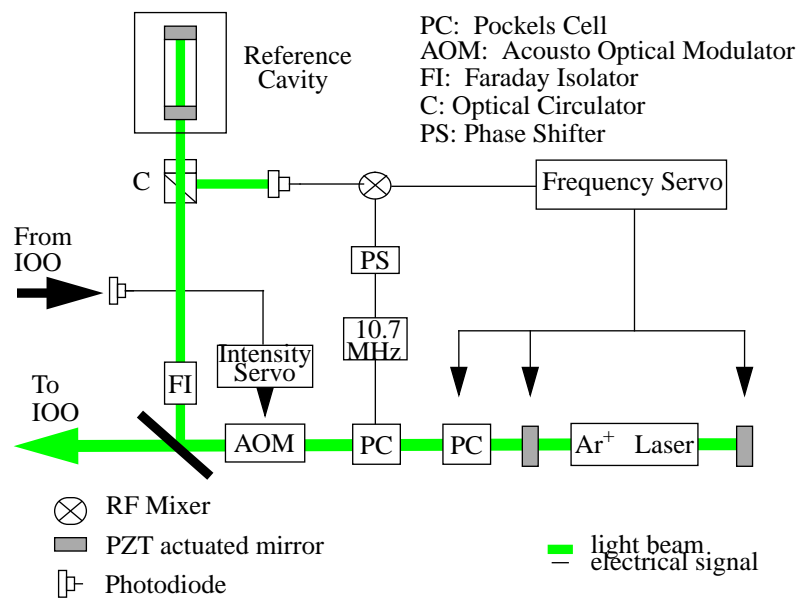 Reference
Cavity
PC: Pockels Cell
AOM: Acousto Optical Modulator
FI: Faraday Isolator
C: Optical Circulator
PS: Phase Shifter
C
Frequency Servo
From
IOO
PS
10.7
MHz
Intensity
Servo
FI
To
IOO
AOM
PC
PC
Ar+ Laser
RF Mixer
PZT actuated mirror
Photodiode
light beam
electrical signal